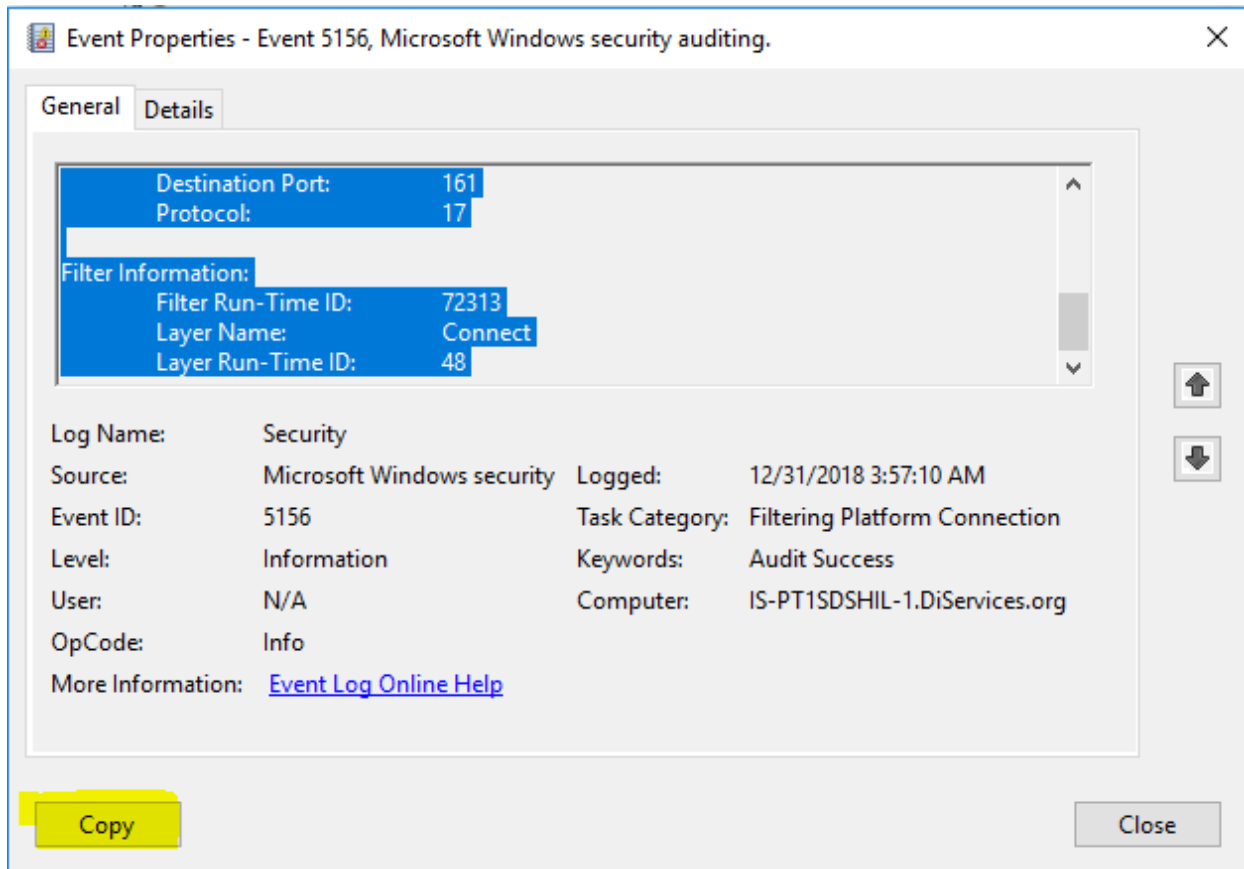 Event Properties - Event 5156, Microsoft Windows security auditing.
General Details
Destination Port: 161
Protocol: 17
Filter Information:
Filter Run-Time ID: 72313
Layer Name: Connect
Layer Run-Time ID: 48
Log Name: Security
Source: Microsoft Windows security Logged: 12/31/2018 3:57:10 AM
Event ID: 5156 Task Category: Filtering Platform Connection
Level: Information Keywords: Audit Success
User: N/A Computer: IS-PT1SDSHIL-1.DiServices.org
OpCode: Info
More Information: Event Log Online Help
Copy Close